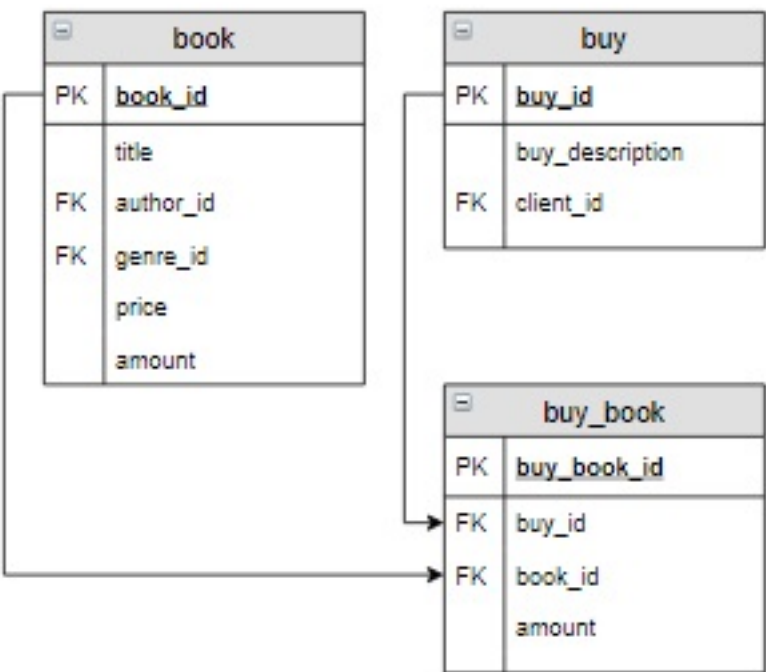 book
PK book_id
title
FK author_id
FK genre_id
price
amount
buy
PK buy_id
buy_description
FK client_id
buy_book
PK buy_book_id
FK buy_id
FK book_id
amount